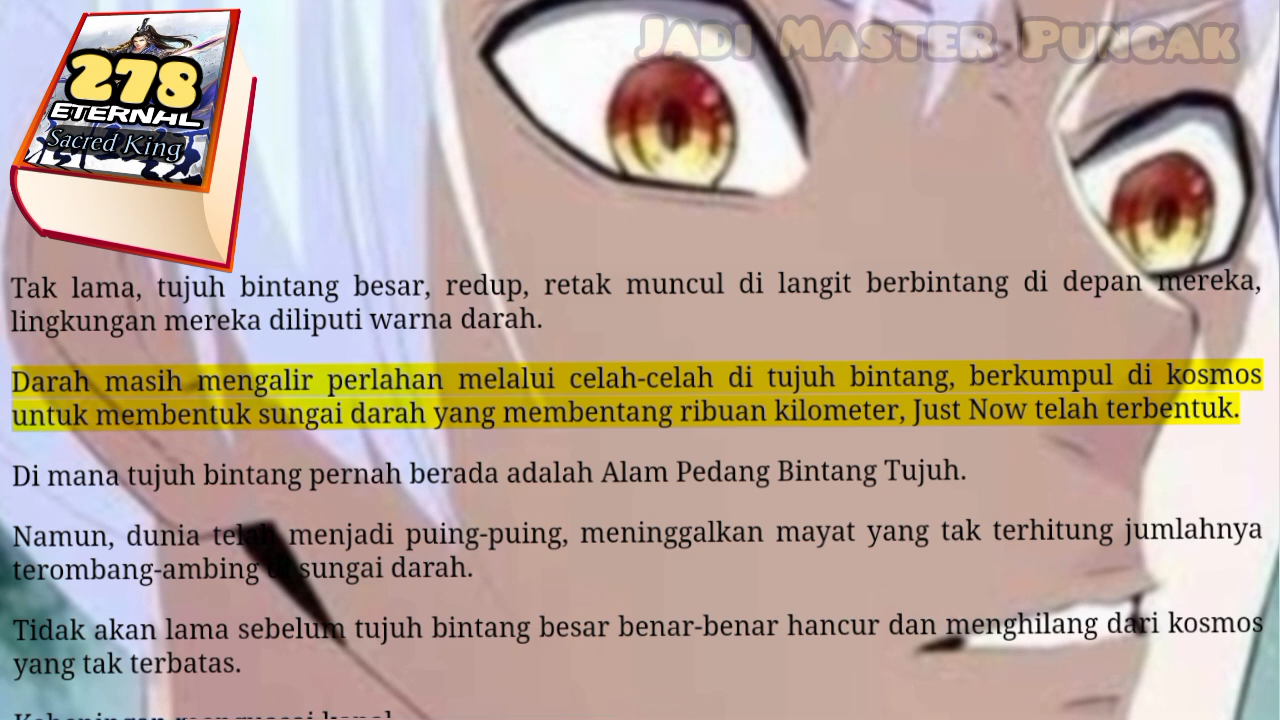 JADI MASTER PUNCAK
278
ETERNAL
Sacred King
Tak lama, tujuh bintang besar, redup, retak muncul di langit berbintang di depan mereka,
lingkungan mereka diliputi warna darah.
Darah masih mengalir perlahan melalui celah-celah di tujuh bintang, berkumpul di kosmos
untuk membentuk sungai darah yang membentang ribuan kilometer, Just Now telah terbentuk.
Di mana tujuh bintang pernah berada adalah Alam Pedang Bintang Tujuh.
Namun, dunia telah menjadi puing-puing, meninggalkan mayat yang tak terhitung jumlahnya
terombang-ambing di sungai darah.
Tidak akan lama sebelum tujuh bintang besar benar-benar hancur dan menghilang dari kosmos
yang tak terbatas.